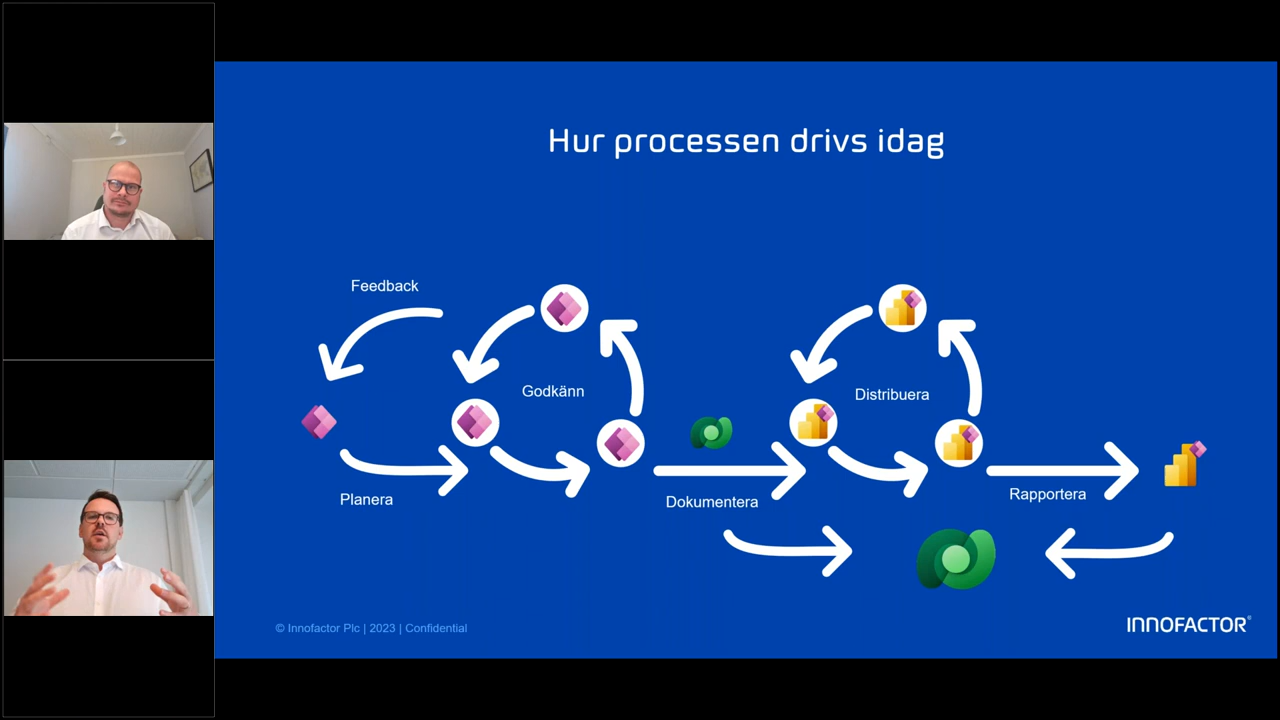 Hur processen drivs idag
Feedback
Godkänn
Distribuera
Planera
Dokumentera
Rapportera
© Innofactor Plc | 2023 | Confidential
INNOFACTOR®